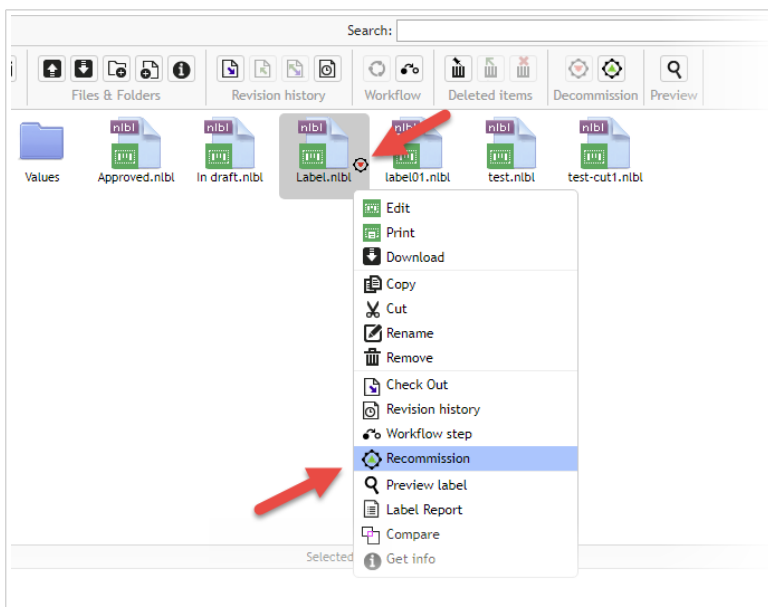 Search:
Files & Folders
Revision history
Workflow
Deleted items
Decommission
Preview
nlbl
nlbl
nlbl
nlbl
nlbl
nlbl
Values
Approved.nlbl
In draft.nlbl
Label.nlbl
label01.nlbl
test.nlbl
test-cut1.nlbl
Edit
Print
Download
Copy
Cut
Rename
Remove
Check Out
Revision history
Workflow step
Recommission
Preview label
Label Report
Compare
Get info
Selected